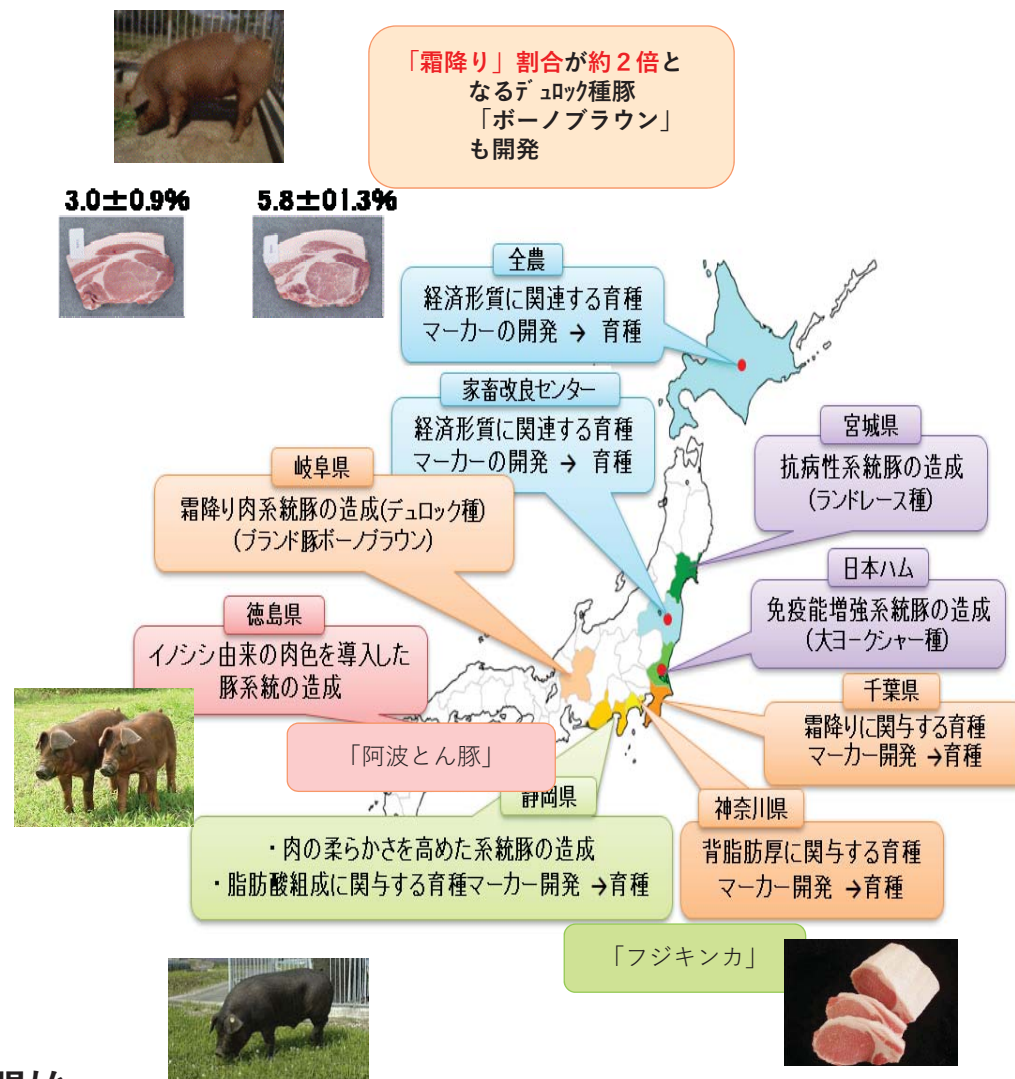 「霜降り」割合が約２倍と
なるデュロック種豚
「ボーノブラウン」
も開発
3.0±0.9%
5.8±01.3%
全農
経済形質に関連する育種
マーカーの開発 → 育種
家畜改良センター
経済形質に関連する育種
マーカーの開発 → 育種
宮城県
抗病性系統豚の造成
(ランドレース種)
岐阜県
霜降り肉系統豚の造成(デュロック種)
(ブランド豚ボーノブラウン)
日本ハム
免疫能増強系統豚の造成
(大ヨークシャー種)
徳島県
イノシシ由来の肉色を導入した
豚系統の造成
「阿波とん豚」
千葉県
霜降りに関与する育種
マーカー開発 →育種
静岡県
・肉の柔らかさを高めた系統豚の造成
・脂肪酸組成に関与する育種マーカー開発 →育種
神奈川県
背脂肪厚に関与する育種
マーカー開発 →育種
「フジキンカ」